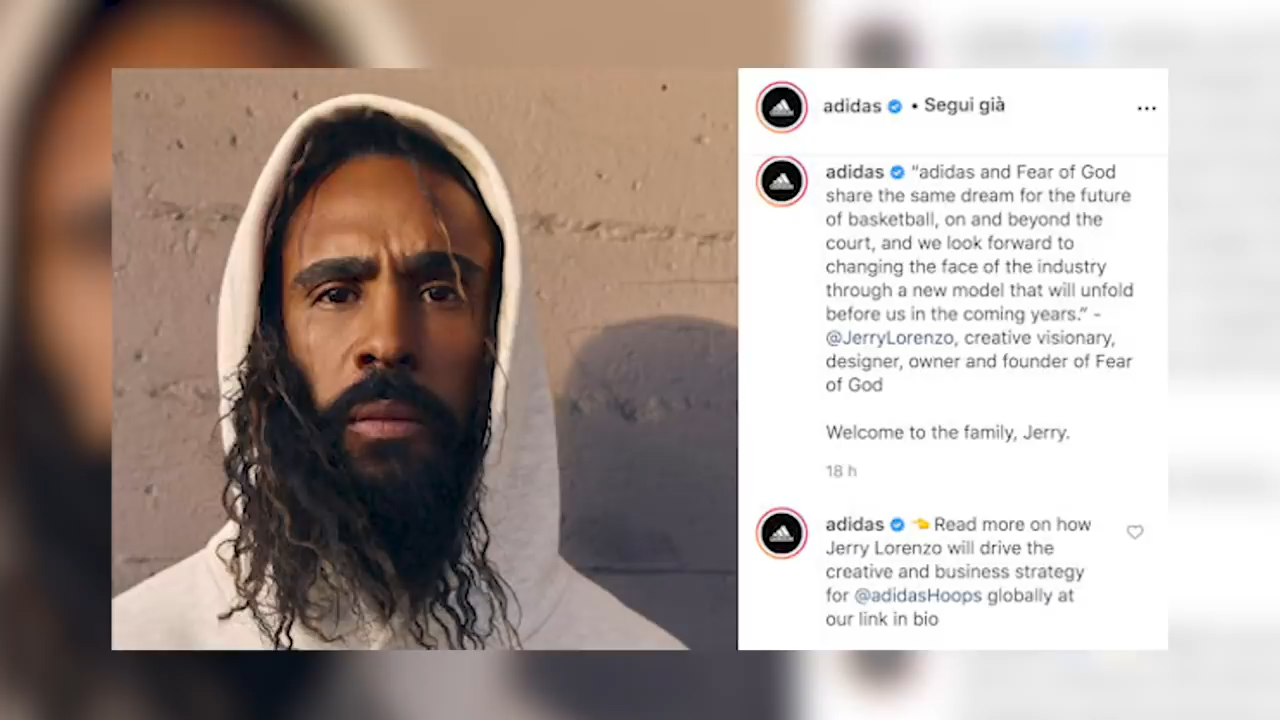 adidas • Segui già
adidas "adidas and Fear of God
share the same dream for the future
of basketball, on and beyond the
court, and we look forward to
changing the face of the industry
through a new model that will unfold
before us in the coming years.” -
@JerryLorenzo, creative visionary,
designer, owner and founder of Fear
of God
Welcome to the family, Jerry.
18 h
adidas 👈 Read more on how
Jerry Lorenzo will drive the
creative and business strategy
for @adidasHoops globally at
our link in bio